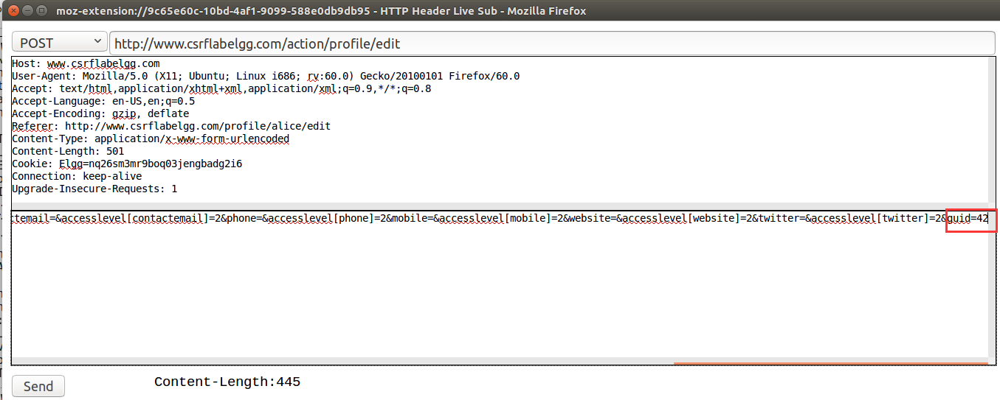 moz-extension://9c65e60c-10bd-4af1-9099-588e0db9db95 - HTTP Header Live Sub - Mozilla Firefox
POST http://www.csrflabelgg.com/action/profile/edit
Host: www.csrflabelgg.com
User-Agent: Mozilla/5.0 (X11; Ubuntu; Linux i686; rv:60.0) Gecko/20100101 Firefox/60.0
Accept: text/html,application/xhtml+xml,application/xml;q=0.9,*/*;q=0.8
Accept-Language: en-US,en;q=0.5
Accept-Encoding: gzip, deflate
Referer: http://www.csrflabelgg.com/profile/alice/edit
Content-Type: application/x-www-form-urlencoded
Content-Length: 501
Cookie: Elgg=nq26sm3mr9boq03jengbadg2i6
Connection: keep-alive
Upgrade-Insecure-Requests: 1
temail=&accesslevel[contactemail]=2&phone=&accesslevel[phone]=2&mobile=&accesslevel[mobile]=2&website=&accesslevel[website]=2&twitter=&accesslevel[twitter]=2&guid=42
Send Content-Length:445